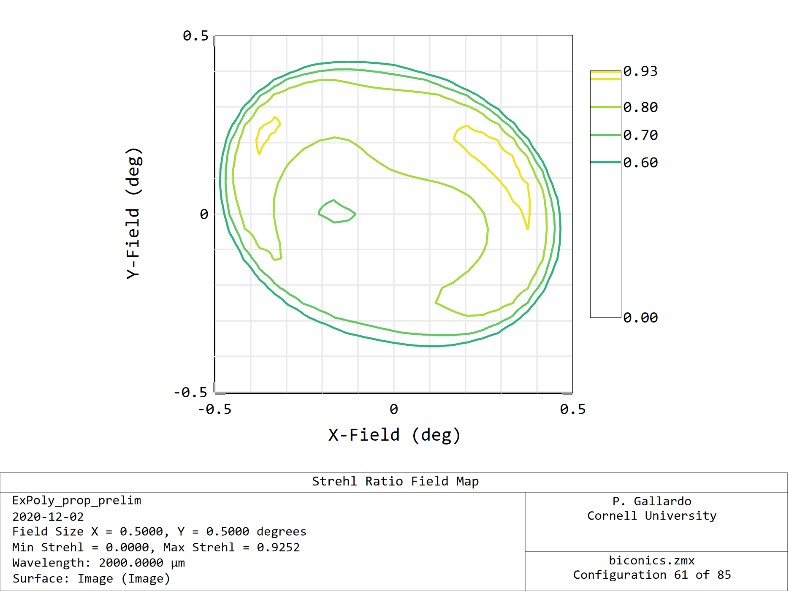 0.5
0
-0.5
-0.5
0
0.5
Y-Field (deg)
X-Field (deg)
0.93
0.80
0.70
0.60
0.00
Strehl Ratio Field Map
ExPoly_prop_prelim
2020-12-02
Field Size X = 0.5000, Y = 0.5000 degrees
Min Strehl = 0.0000, Max Strehl = 0.9252
Wavelength: 2000.0000 µm
Surface: Image (Image)
P. Gallardo
Cornell University
biconics.zmx
Configuration 61 of 85